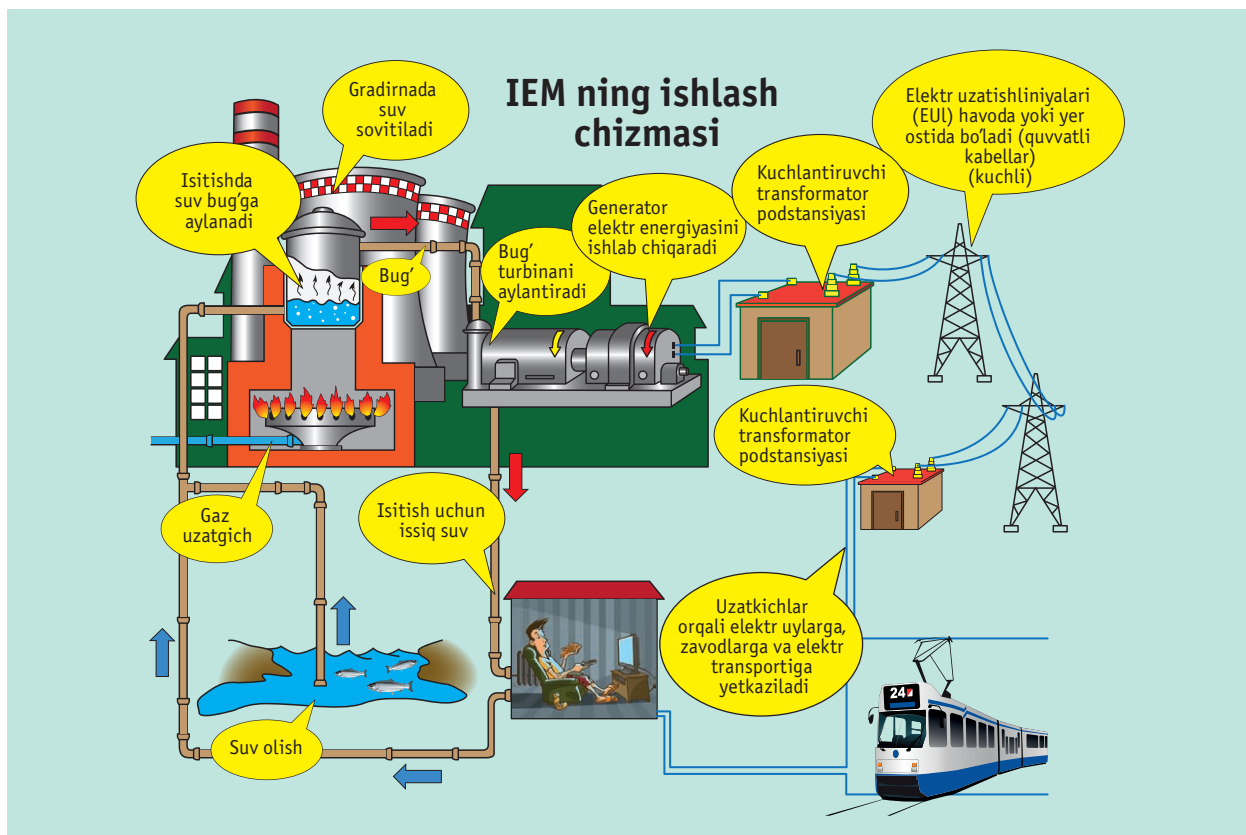 IEM ning ishlash
chizmasi
Gradirnada
suv
sovitiladi
Isitishda
suv bug'ga
aylanadi
Bug'
Bug'
turbinani
aylantiradi
Generator
elektr energiyasini
ishlab chiqaradi
Kuchlantiruvchi
transformator
podstansiyasi
Elektr uzatishliniyalari
(EUL) havoda yoki yer
ostida bo'ladi (quvvatli
kabellar)
(kuchli)
Kuchlantiruvchi
transformator
podstansiyasi
Gaz
uzatgich
Isitish uchun
issiq suv
Uzatkichlar
orqali elektr uylarga,
zavodlarga va elektr
transportiga
yetkaziladi
Suv olish
24